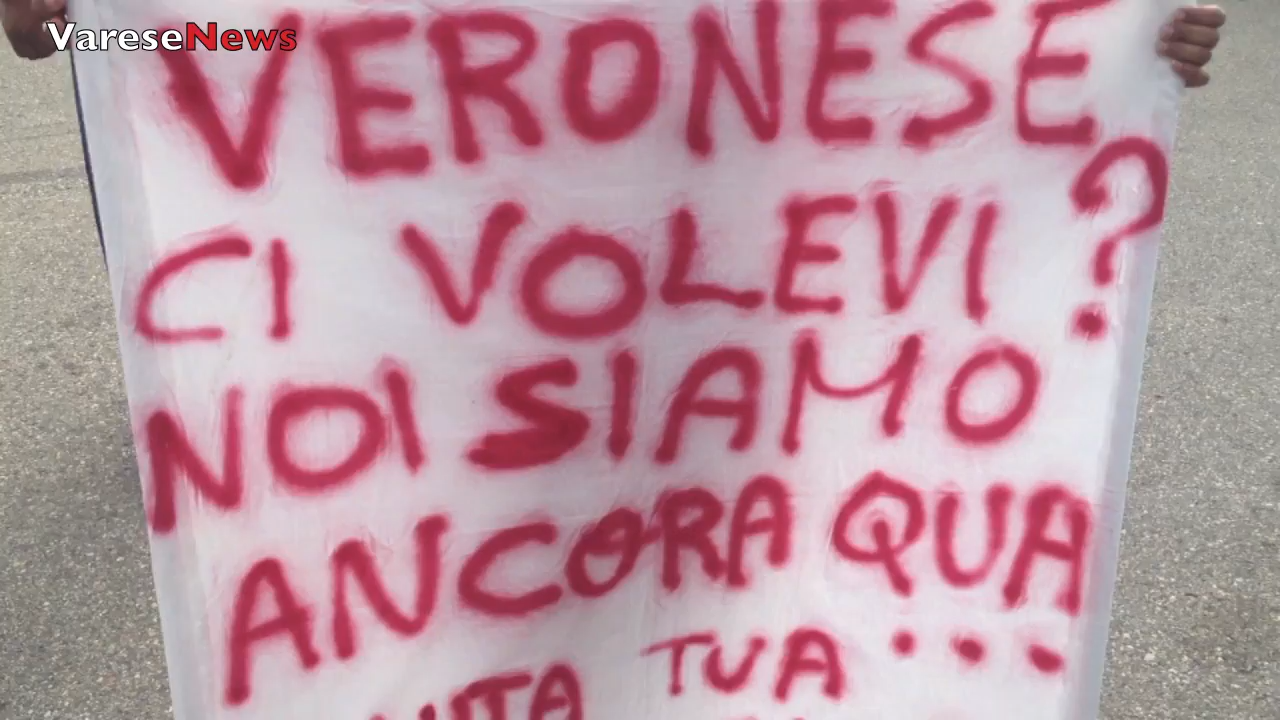 VareseNews
VERONESE
CI VOLEVI?
NOI SIAMO
ANCORA QUA
...
TUA